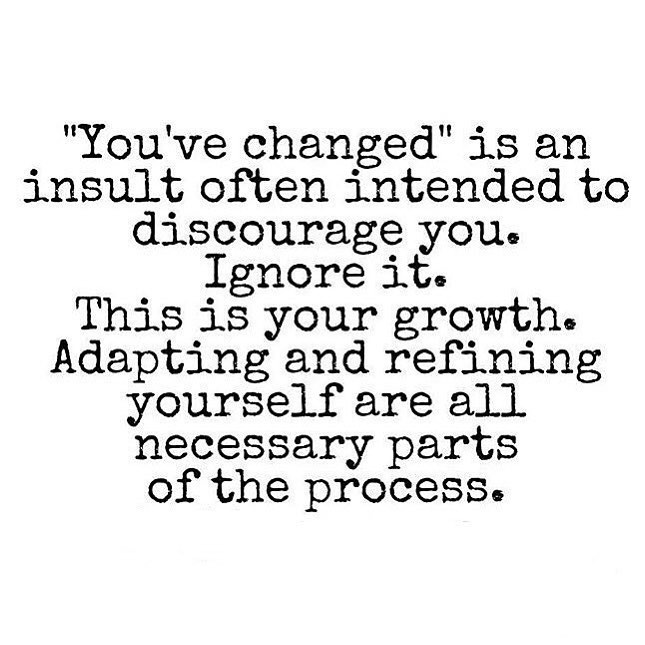 "You've changed" is an
insult often intended to
discourage you.
Ignore it.
This is your growth.
Adapting and refining
yourself are all
necessary parts
of the process.